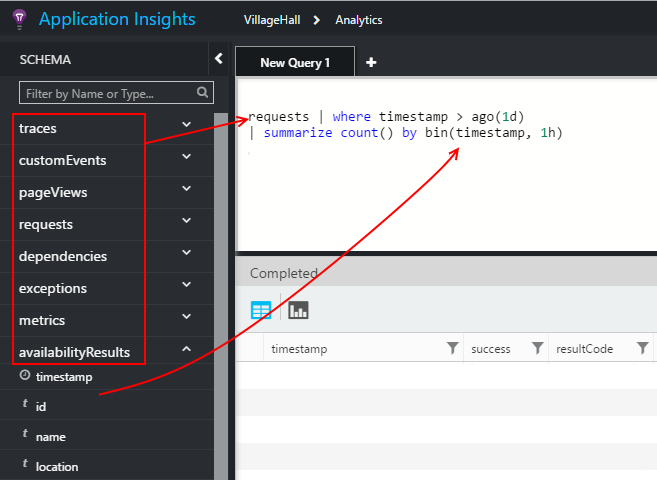 Application Insights
VillageHall > Analytics
SCHEMA
New Query 1
Filter by Name or Type...
requests | where timestamp > ago(1d)
| summarize count() by bin(timestamp, 1h)
traces
customEvents
pageViews
requests
dependencies
exceptions
metrics
availabilityResults
timestamp
t id
t name
t location
Completed
timestamp success resultCode